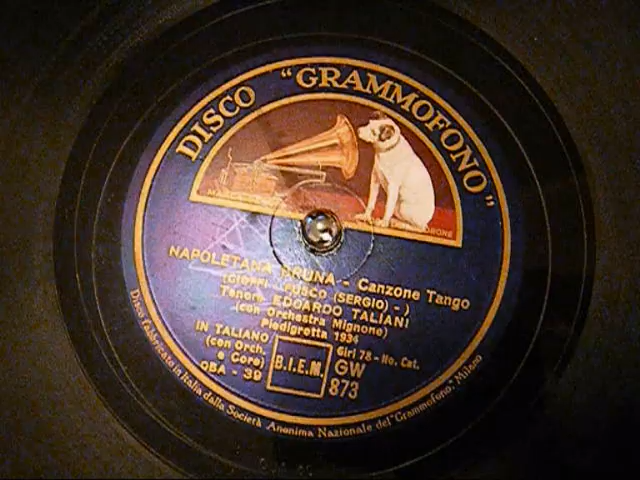 DISCO "GRAMMOFONO"
NAPOLETANA BRUNA - Canzone Tango
(CIOFFI - FUSCO (SERGIO) - )
Tenore EDOARDO TALIANI
(con Orchestra Mignone)
Piedigrotta 1934
IN TALIANO
(con Orch.
e Coro)
OBA - 39
B.I.E.M.
Giri 78 - No. Cat.
GW
873
Disco fabbricato in Italia dalla Società Anonima Nazionale del "Grammofono", Milano